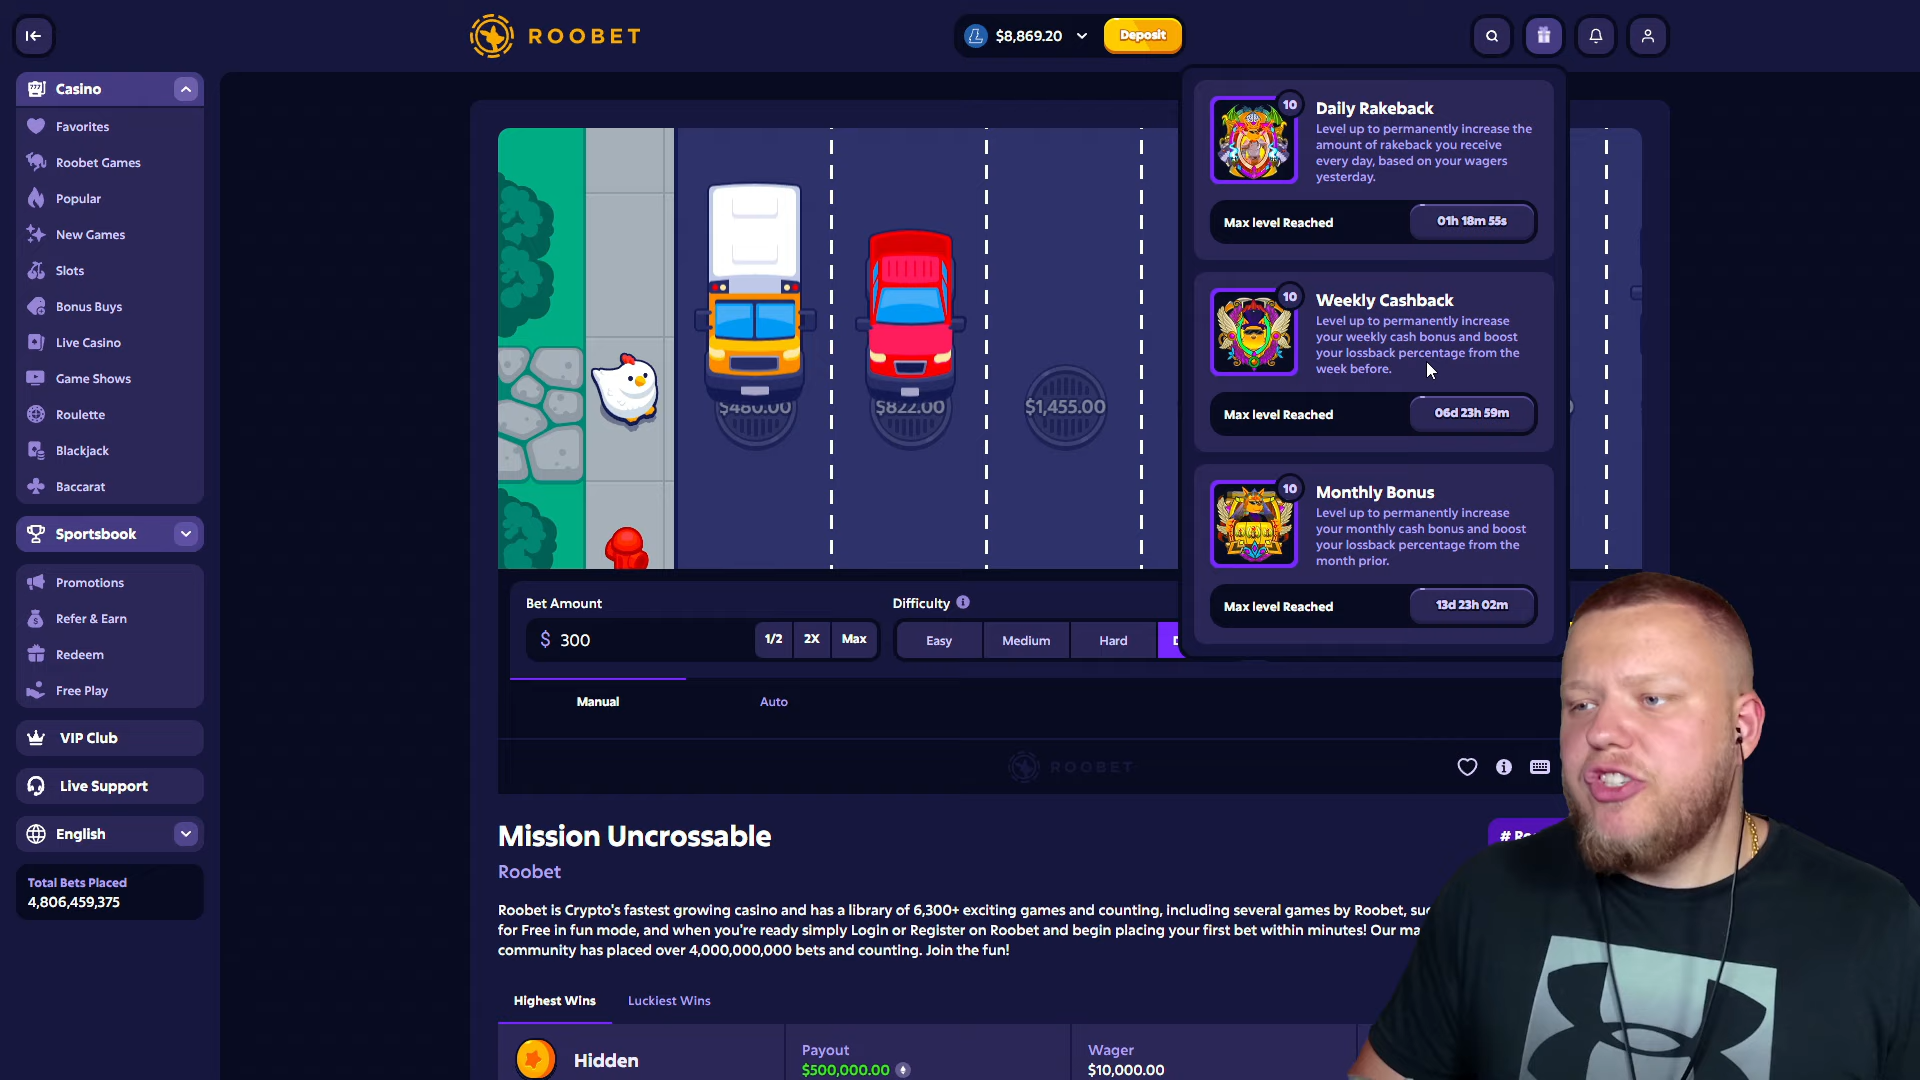 ROOBET
$8,869.20
Deposit
Casino
Favorites
Roobet Games
Popular
New Games
Slots
Bonus Buys
Live Casino
Game Shows
Roulette
Blackjack
Baccarat
Sportsbook
Promotions
Refer & Earn
Redeem
Free Play
VIP Club
Live Support
English
Total Bets Placed
4,806,459,375
$480.00
$822.00
$1,455.00
10
Daily Rakeback
Level up to permanently increase the
amount of rakeback you receive
every day, based on your wagers
yesterday.
Max level Reached
01h 18m 55s
10
Weekly Cashback
Level up to permanently increase
your weekly cash bonus and boost
your lossback percentage from the
week before.
Max level Reached
06d 23h 59m
10
Monthly Bonus
Level up to permanently increase
your monthly cash bonus and boost
your lossback percentage from the
month prior.
Max level Reached
13d 23h 02m
Bet Amount
$ 300
1/2
2X
Max
Difficulty
Easy
Medium
Hard
Manual
Auto
ROOBET
Mission Uncrossable
Roobet
Roobet is Crypto's fastest growing casino and has a library of 6,300+ exciting games and counting, including several games by Roobet,
for Free in fun mode, and when you're ready simply Login or Register on Roobet and begin placing your first bet within minutes! Our
community has placed over 4,000,000,000 bets and counting. Join the fun!
Highest Wins
Luckiest Wins
Hidden
Payout
$500,000.00
Wager
$10,000.00